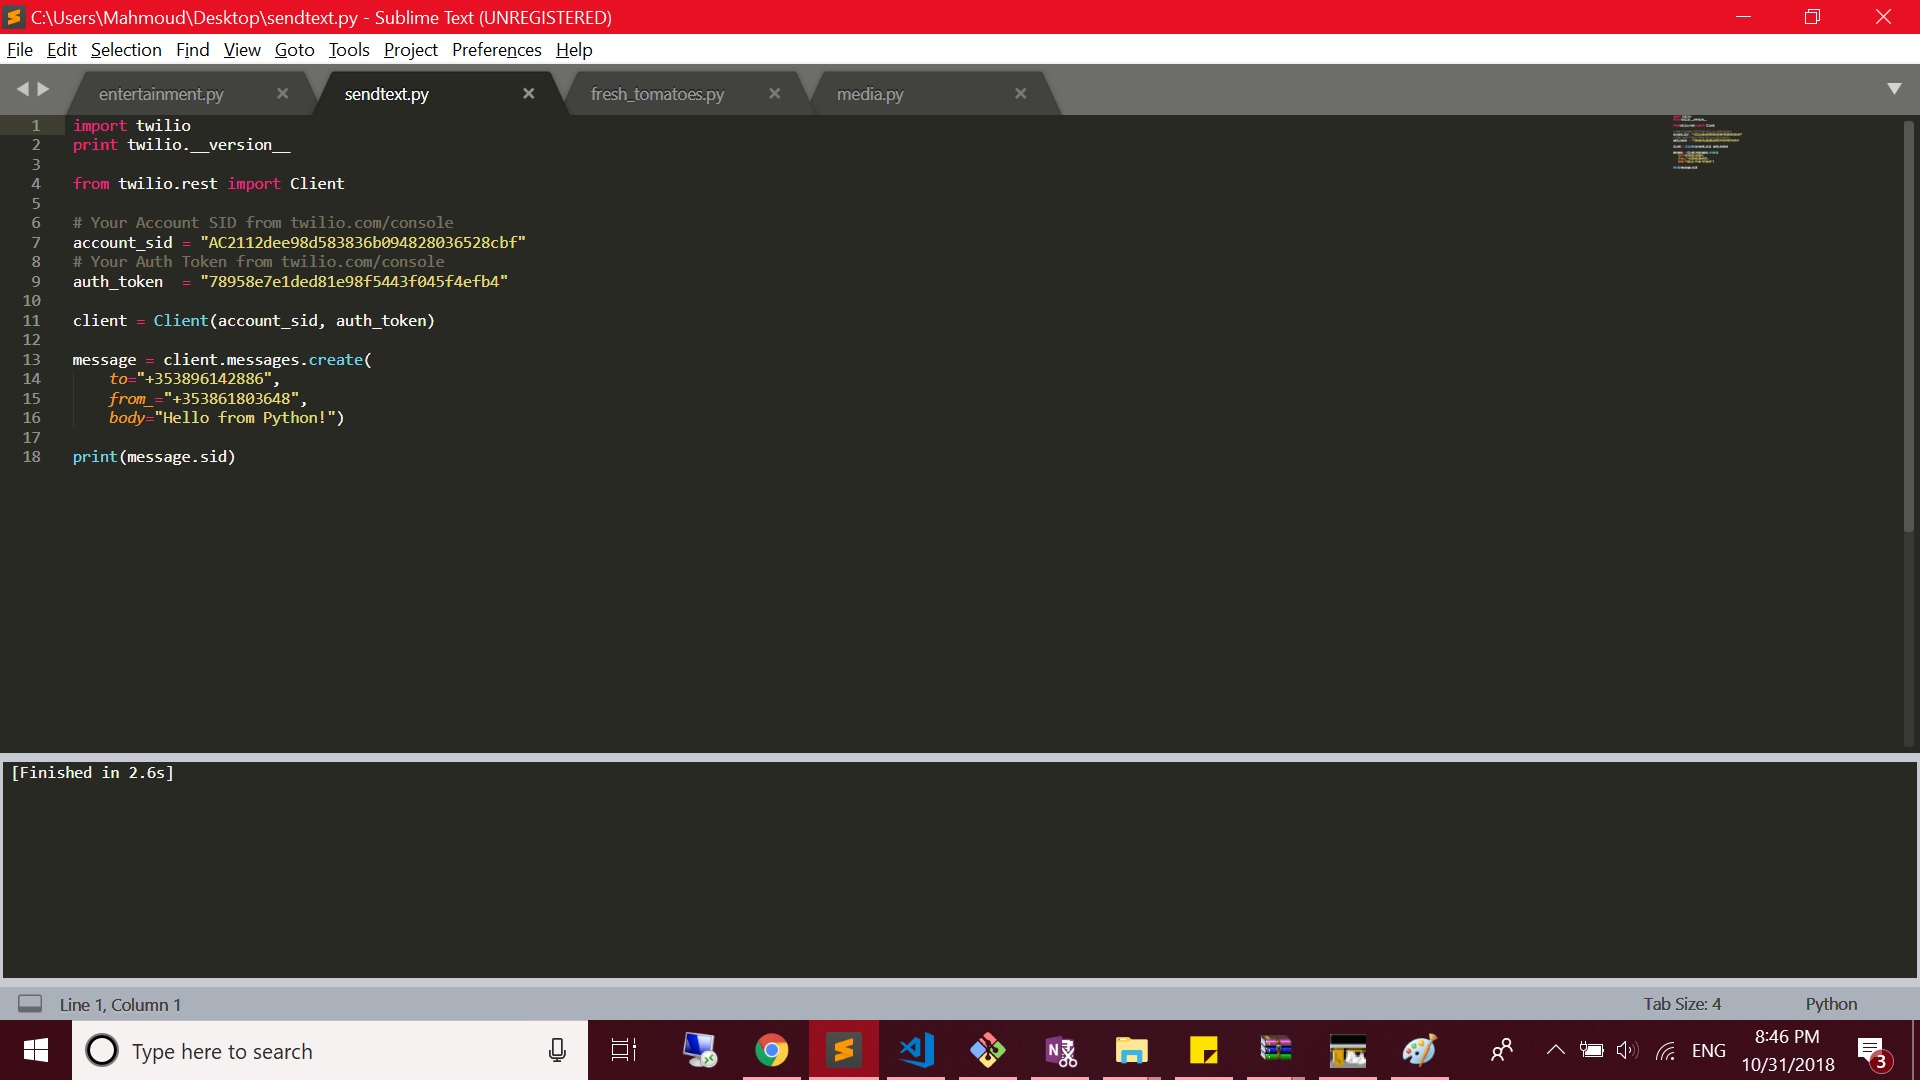 C:\Users\Mahmoud\Desktop\sendtext.py - Sublime Text (UNREGISTERED)
File Edit Selection Find View Goto Tools Project Preferences Help
entertainment.py sendtext.py fresh_tomatoes.py media.py
1 import twilio
2 print twilio.__version__
3
4 from twilio.rest import Client
5
6 # Your Account SID from twilio.com/console
7 account_sid = "AC2112dee98d583836b094828036528cbf"
8 # Your Auth Token from twilio.com/console
9 auth_token  = "78958e7e1ded81e98f5443f045f4efb4"
10
11 client = Client(account_sid, auth_token)
12
13 message = client.messages.create(
14     to="+353896142886",
15     from_="+353861803648",
16     body="Hello from Python!")
17
18 print(message.sid)
[Finished in 2.6s]
Line 1, Column 1 Tab Size: 4 Python
Type here to search ENG 8:46 PM
10/31/2018 3